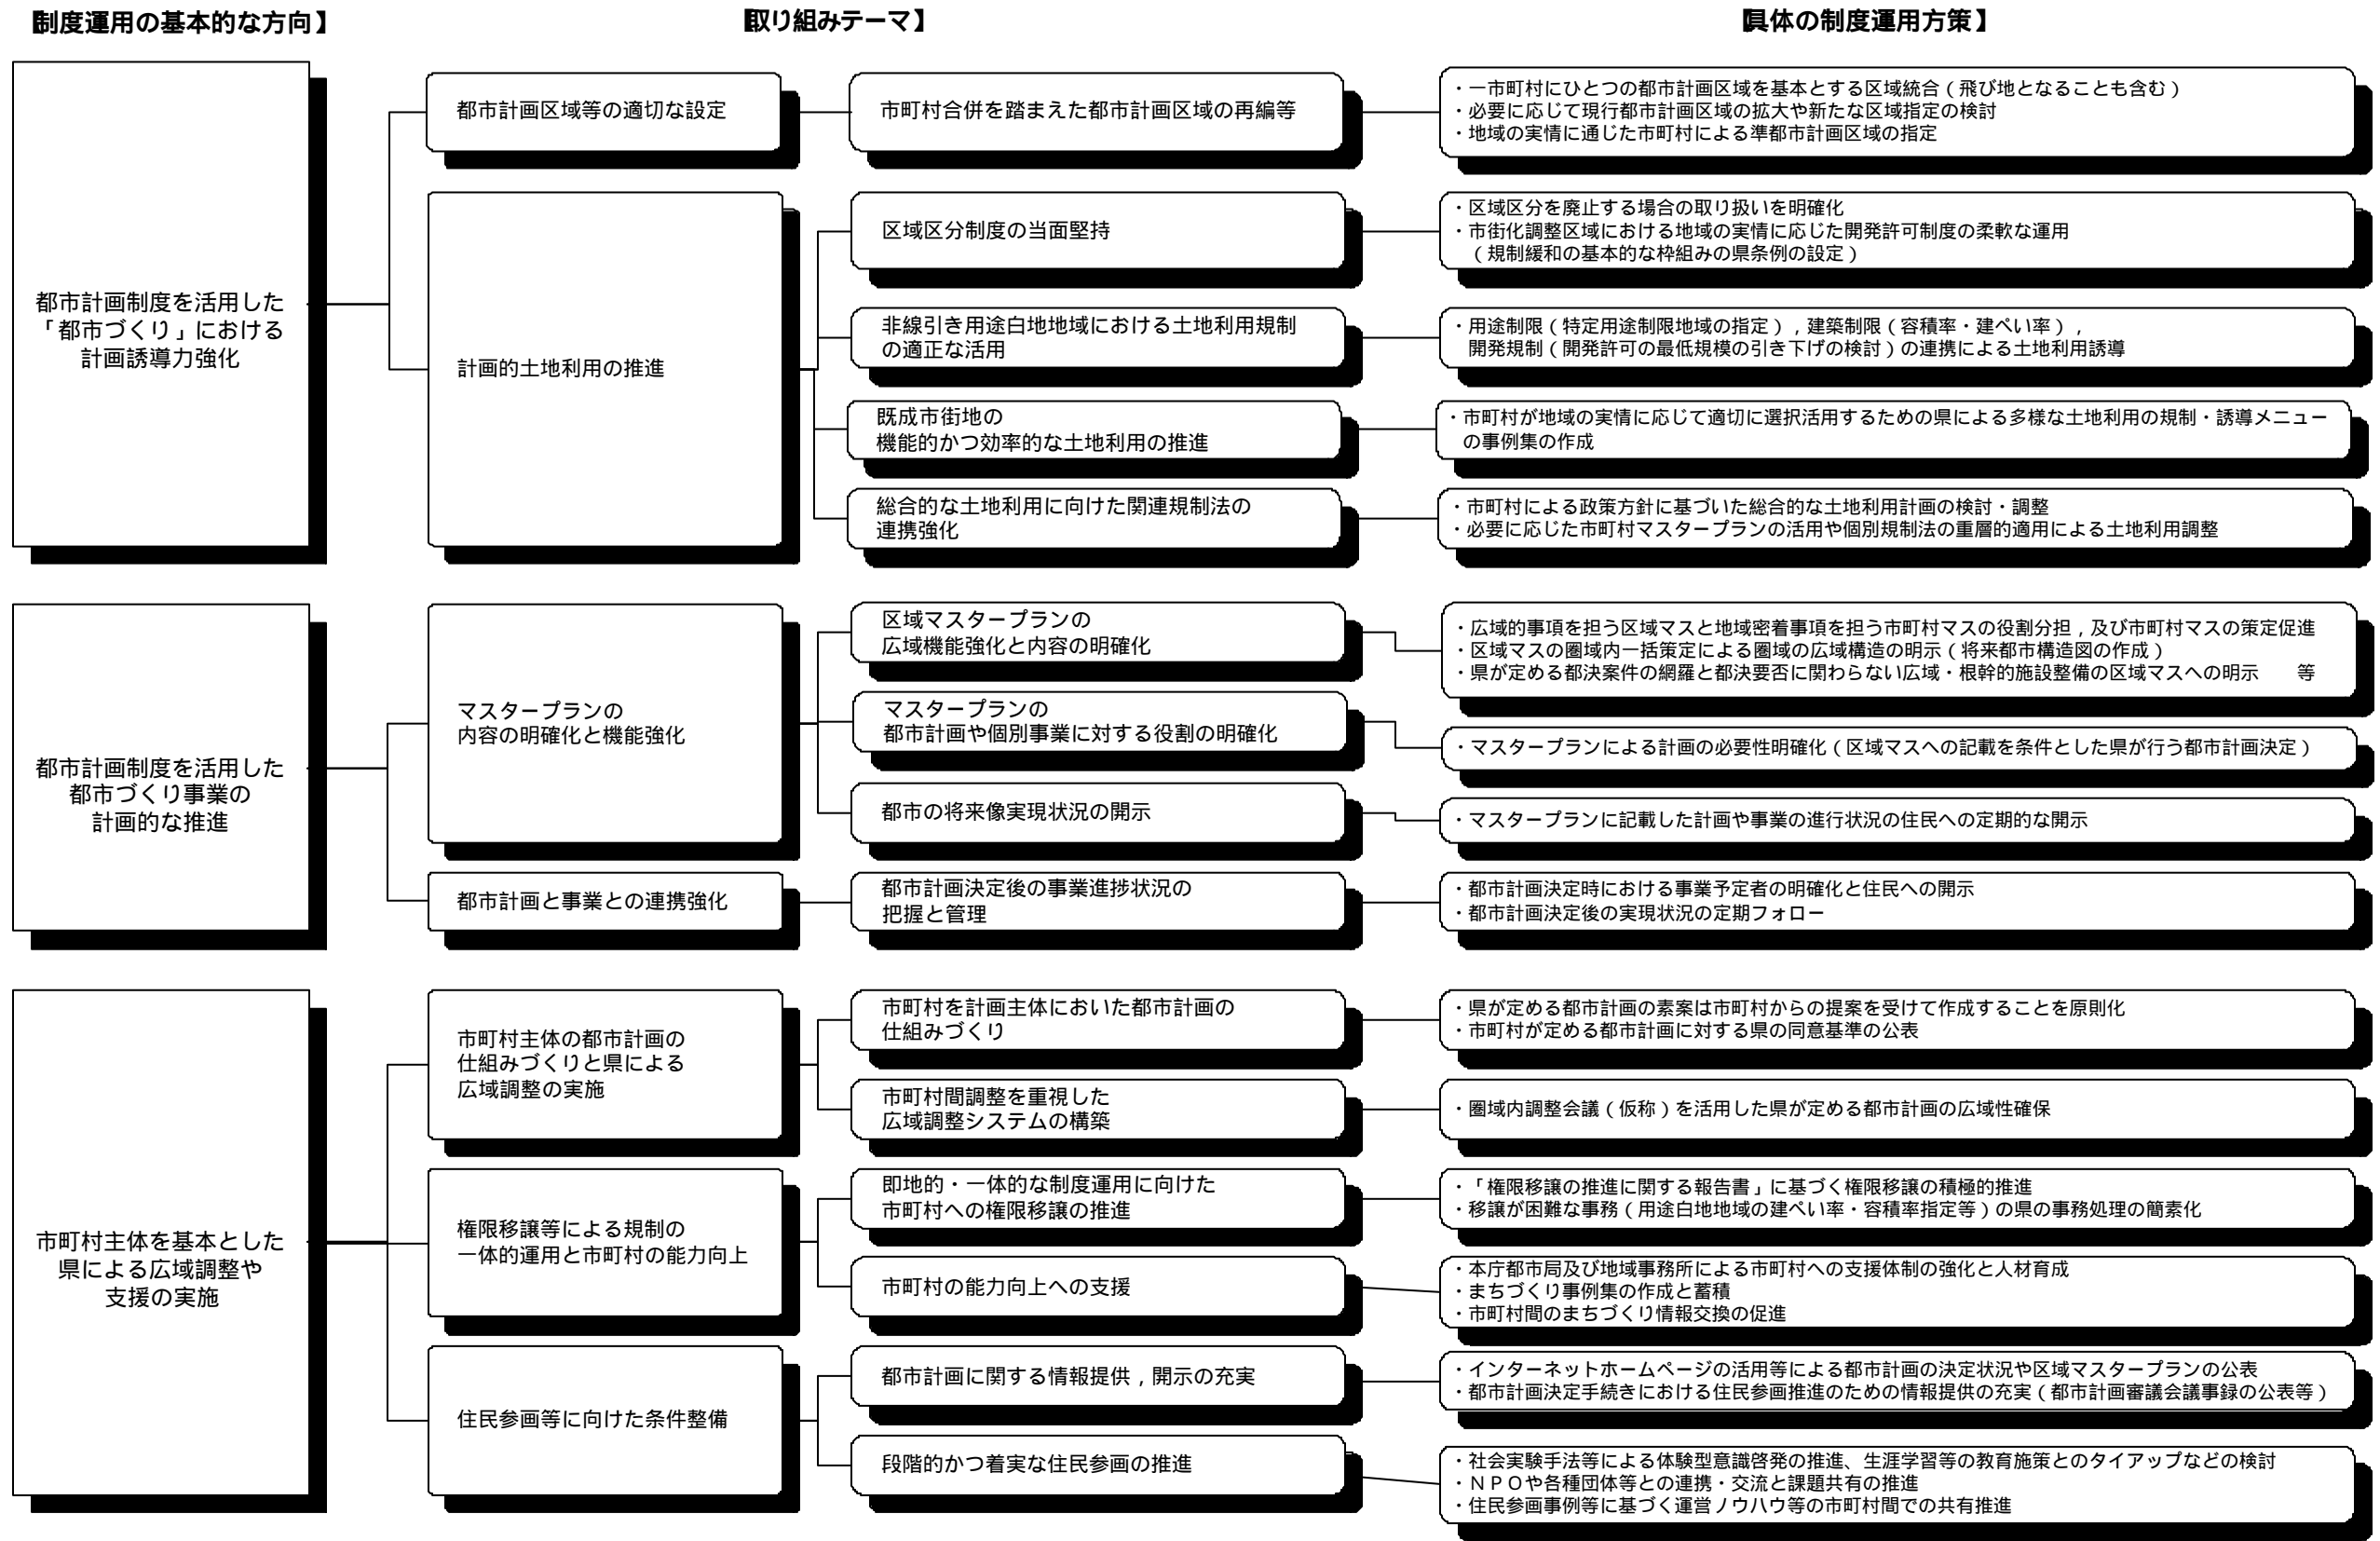 【制度運用の基本的な方向】
【取り組みテーマ】
【具体の制度運用方策】
都市計画制度を活用した
「都市づくり」における
計画誘導力強化
都市計画区域等の適切な設定
市町村合併を踏まえた都市計画区域の再編等
・一市町村にひとつの都市計画区域を基本とする区域統合(飛び地となることも含む)
・必要に応じて現行都市計画区域の拡大や新たな区域指定の検討
・地域の実情に通じた市町村による準都市計画区域の指定
計画的土地利用の推進
区域区分制度の当面堅持
・区域区分を廃止する場合の取り扱いを明確化
・市街化調整区域における地域の実情に応じた開発許可制度の柔軟な運用
(規制緩和の基本的な枠組みの県条例の設定)
非線引き用途白地地域における土地利用規制
の適正な活用
・用途制限(特定用途制限地域の指定),建築制限(容積率・建ぺい率),
開発規制(開発許可の最低規模の引き下げの検討)の連携による土地利用誘導
既成市街地の
機能的かつ効率的な土地利用の推進
・市町村が地域の実情に応じて適切に選択活用するための県による多様な土地利用の規制・誘導メニュー
の事例集の作成
総合的な土地利用に向けた関連規制法の
連携強化
・市町村による政策方針に基づいた総合的な土地利用計画の検討・調整
・必要に応じた市町村マスタープランの活用や個別規制法の重層的適用による土地利用調整
都市計画制度を活用した
都市づくり事業の
計画的な推進
マスタープランの
内容の明確化と機能強化
区域マスタープランの
広域機能強化と内容の明確化
・広域的事項を担う区域マスと地域密着事項を担う市町村マスの役割分担,及び市町村マスの策定促進
・区域マスの圏域内一括策定による圏域の広域構造の明示(将来都市構造図の作成)
・県が定める都決案件の網羅と都決要否に関わらない広域・根幹的施設整備の区域マスへの明示　等
マスタープランの
都市計画や個別事業に対する役割の明確化
・マスタープランによる計画の必要性明確化(区域マスへの記載を条件とした県が行う都市計画決定)
都市の将来像実現状況の開示
・マスタープランに記載した計画や事業の進行状況の住民への定期的な開示
都市計画と事業との連携強化
都市計画決定後の事業進捗状況の
把握と管理
・都市計画決定時における事業予定者の明確化と住民への開示
・都市計画決定後の実現状況の定期フォロー
市町村主体を基本とした
県による広域調整や
支援の実施
市町村主体の都市計画の
仕組みづくりと県による
広域調整の実施
市町村を計画主体においた都市計画の
仕組みづくり
・県が定める都市計画の素案は市町村からの提案を受けて作成することを原則化
・市町村が定める都市計画に対する県の同意基準の公表
市町村間調整を重視した
広域調整システムの構築
・圏域内調整会議(仮称)を活用した県が定める都市計画の広域性確保
権限移譲等による規制の
一体的運用と市町村の能力向上
即地的・一体的な制度運用に向けた
市町村への権限移譲の推進
・「権限移譲の推進に関する報告書」に基づく権限移譲の積極的推進
・移譲が困難な事務(用途白地地域の建ぺい率・容積率指定等)の県の事務処理の簡素化
市町村の能力向上への支援
・本庁都市局及び地域事務所による市町村への支援体制の強化と人材育成
・まちづくり事例集の作成と蓄積
・市町村間のまちづくり情報交換の促進
住民参画等に向けた条件整備
都市計画に関する情報提供,開示の充実
・インターネットホームページの活用等による都市計画の決定状況や区域マスタープランの公表
・都市計画決定手続きにおける住民参画推進のための情報提供の充実(都市計画審議会議事録の公表等)
段階的かつ着実な住民参画の推進
・社会実験手法等による体験型意識啓発の推進、生涯学習等の教育施策とのタイアップなどの検討
・NPOや各種団体等との連携・交流と課題共有の推進
・住民参画事例等に基づく運営ノウハウ等の市町村間での共有推進